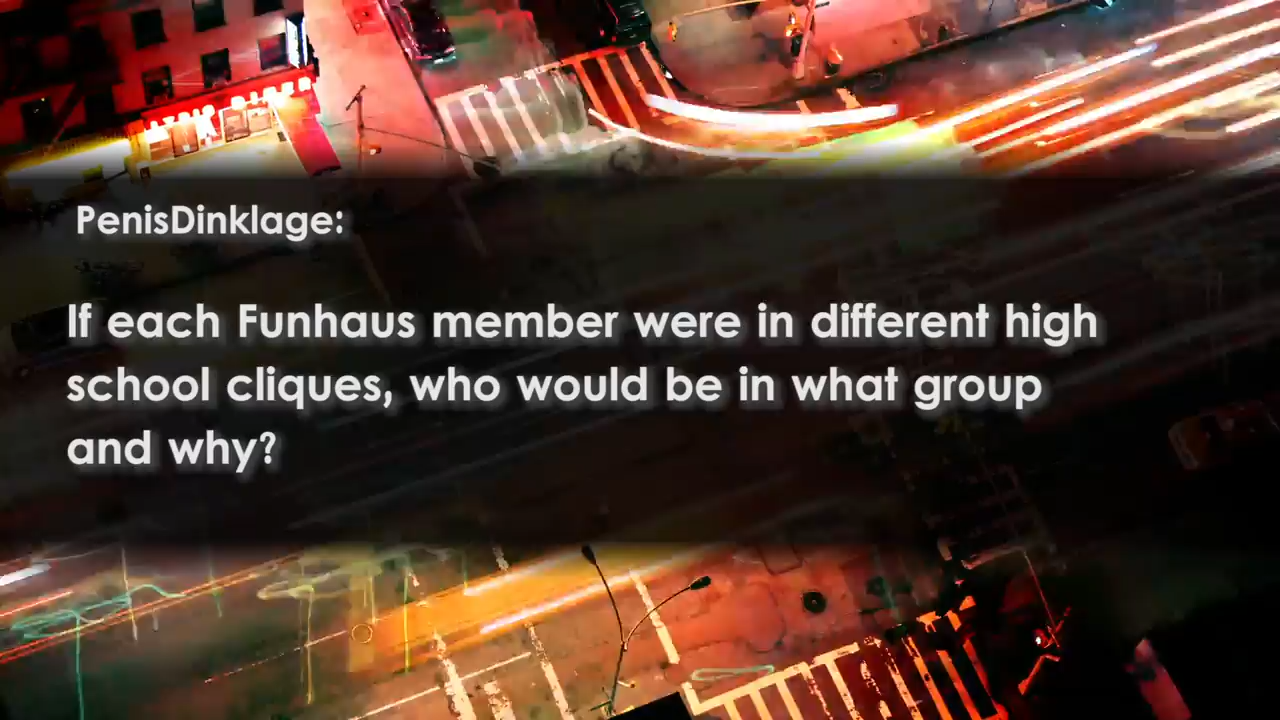 PenisDinklage:
If each Funhaus member were in different high
school cliques, who would be in what group
and why?